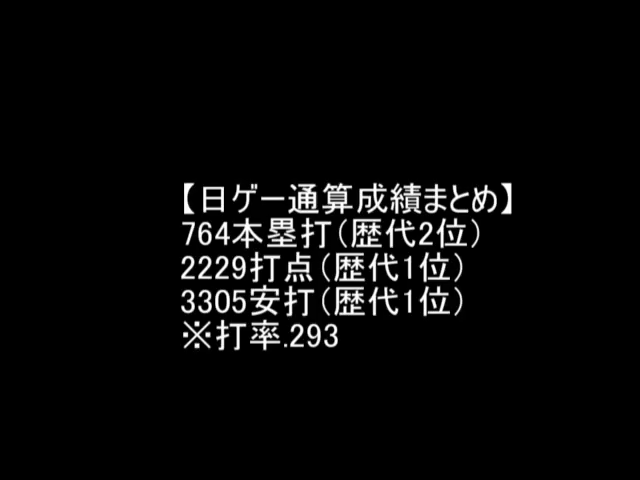 【日ゲー通算成績まとめ】
764本塁打(歴代2位)
2229打点(歴代1位)
3305安打(歴代1位)
※打率.293